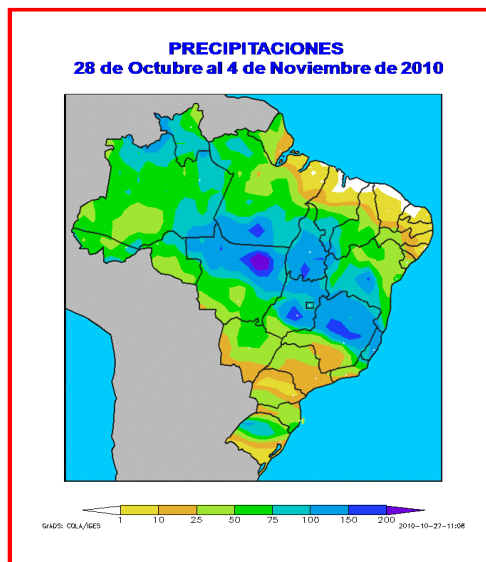 PRECIPITACIONES
28 de Octubre al 4 de Noviembre de 2010
1 10 25 50 75 100 150 200
GrADS: COLA/IGES 2010-10-27-11:08